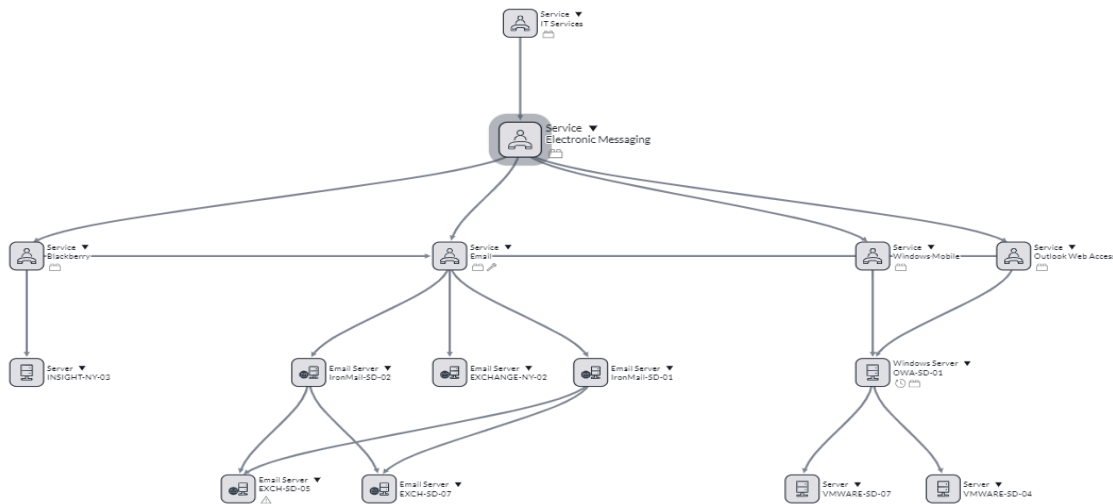 Service
IT Services
Service
Electronic Messaging
Service
Blackberry
Service
Email
Service
Windows Mobile
Service
Outlook Web Access
Server
INSIGHT-NY-03
Email Server
IronMail-SD-02
Email Server
EXCHANGE-NY-02
Email Server
IronMail-SD-01
Windows Server
OWA-SD-01
Email Server
EXCH-SD-05
Email Server
EXCH-SD-07
Server
VMWARE-SD-07
Server
VMWARE-SD-04